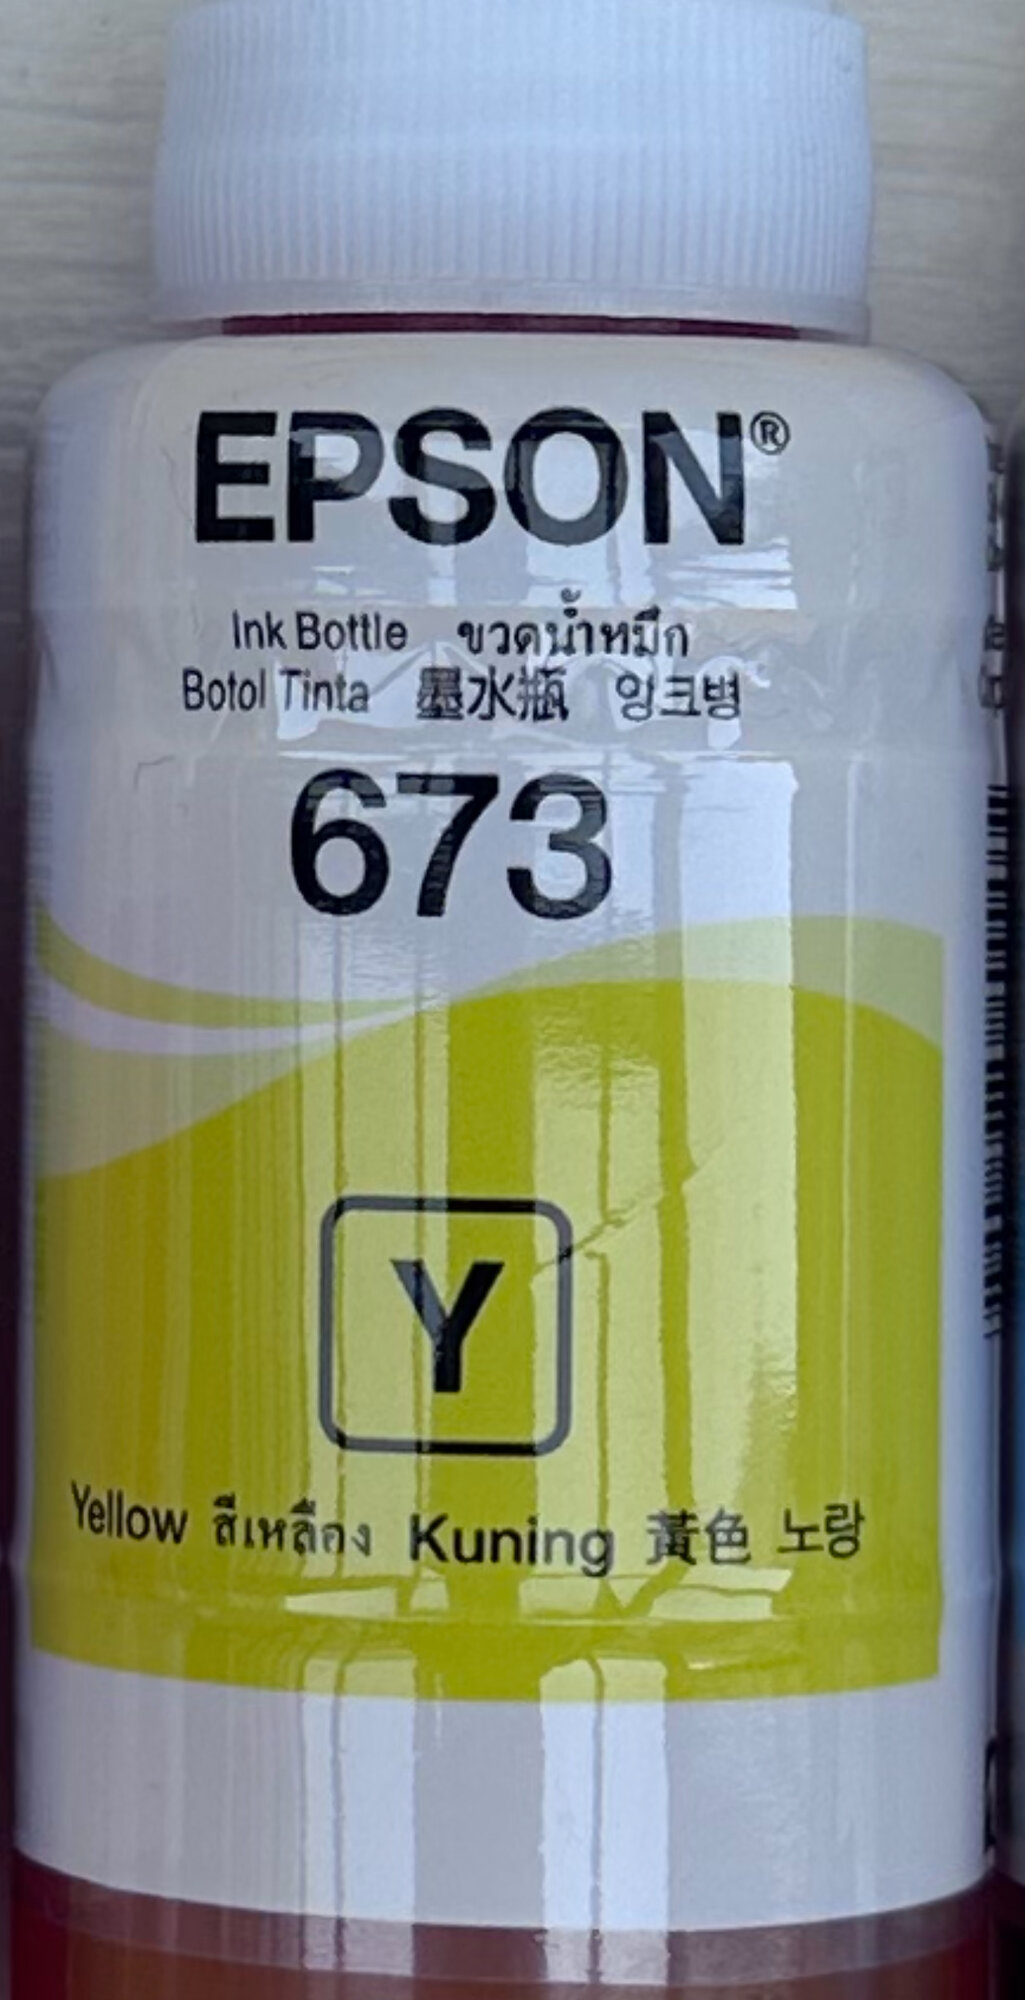 EPSON®
Ink Bottle ขวดน้ำหมึก
Botol Tinta 墨水瓶 잉크병
673
Y
Yellow สีเหลือง Kuning 黃色 노랑